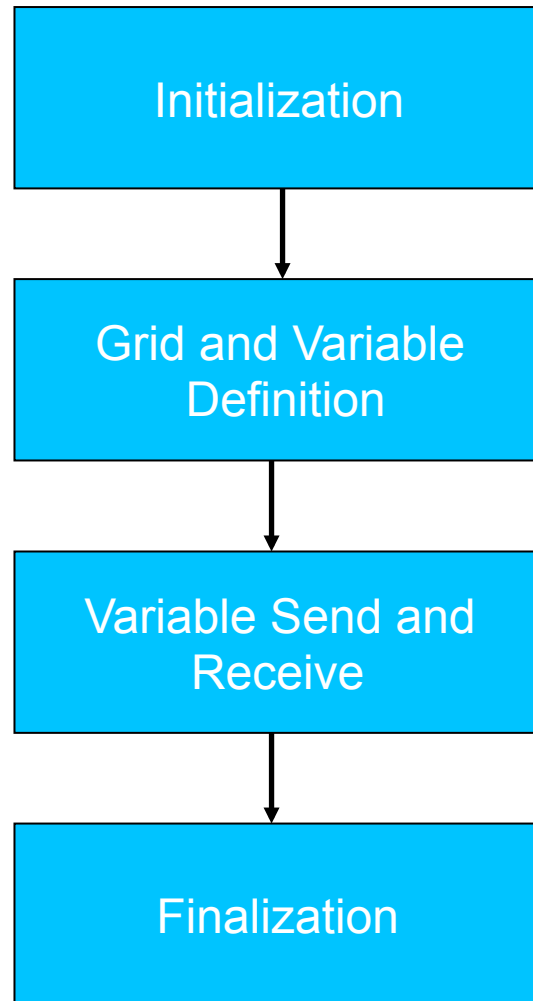 Initialization
Grid and Variable
Definition
Variable Send and
Receive
Finalization